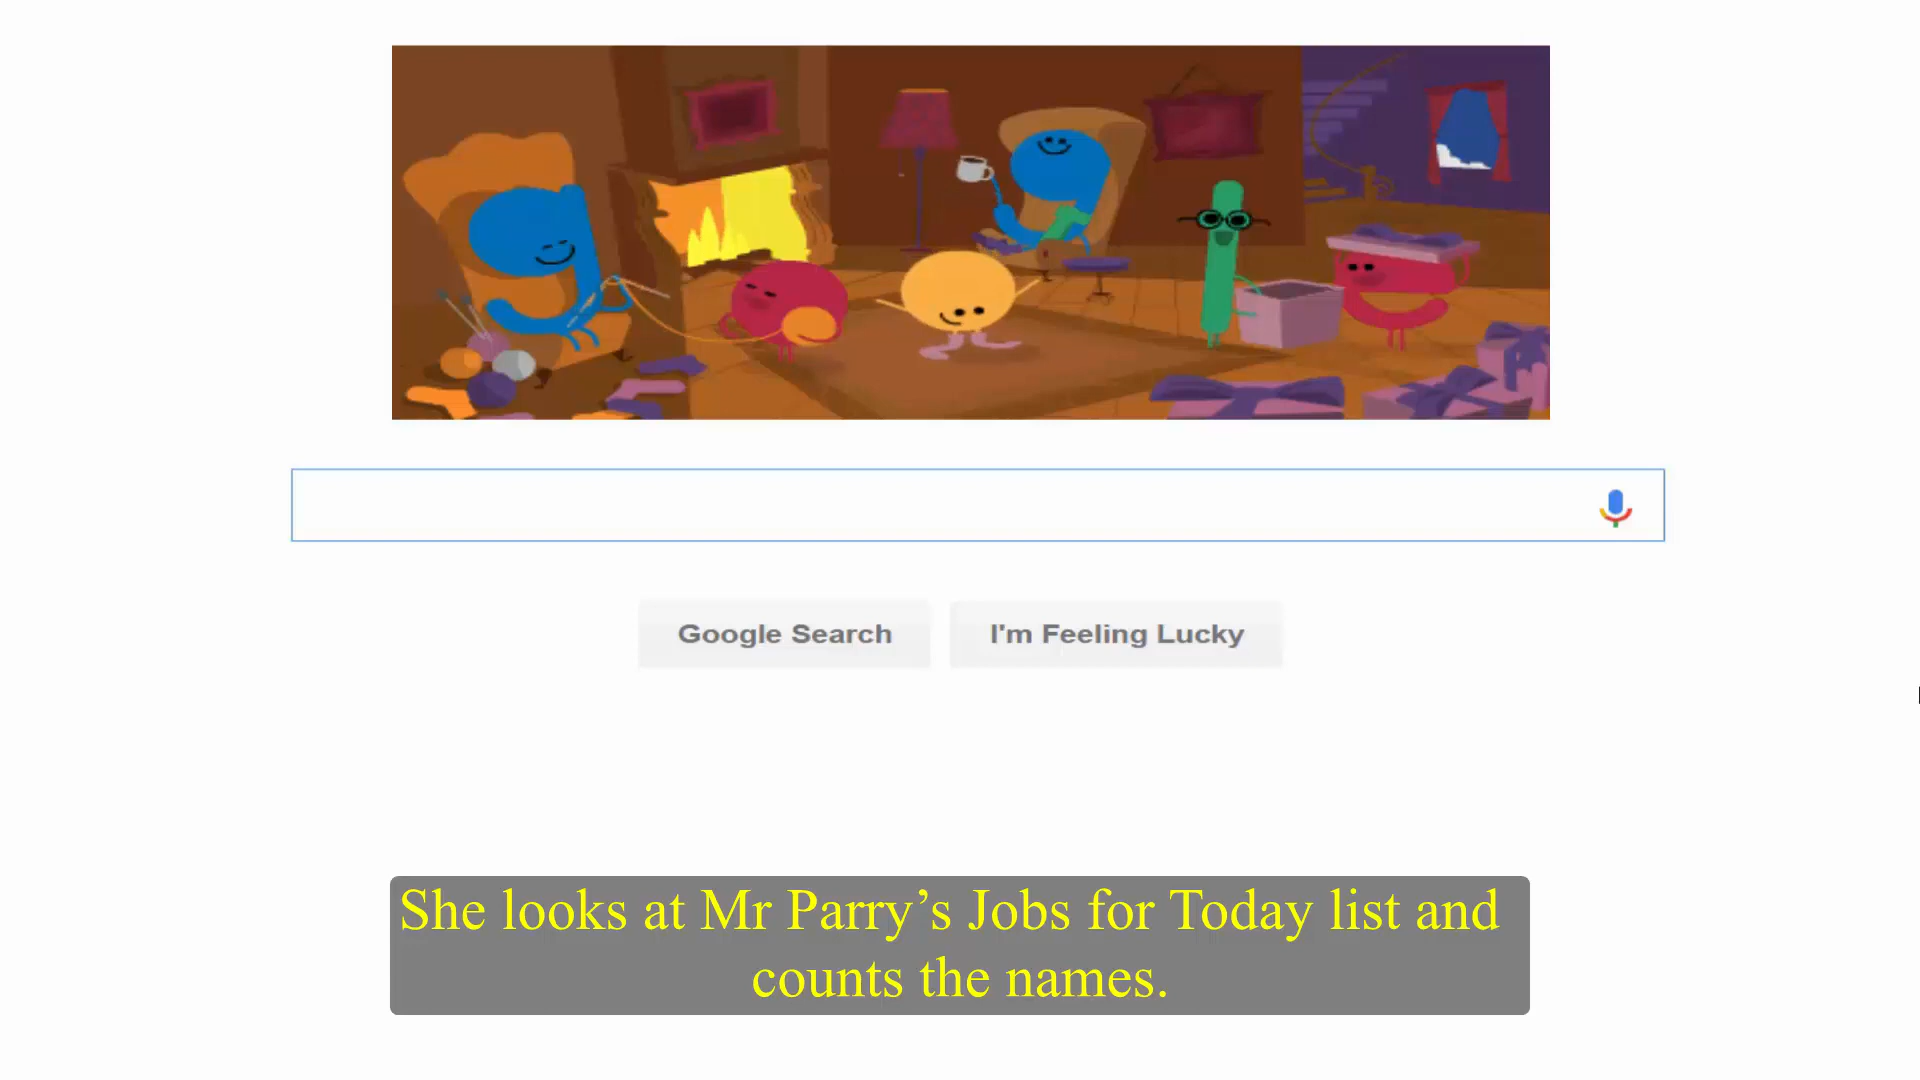 Google Search
I'm Feeling Lucky
She looks at Mr Parry’s Jobs for Today list and
counts the names.